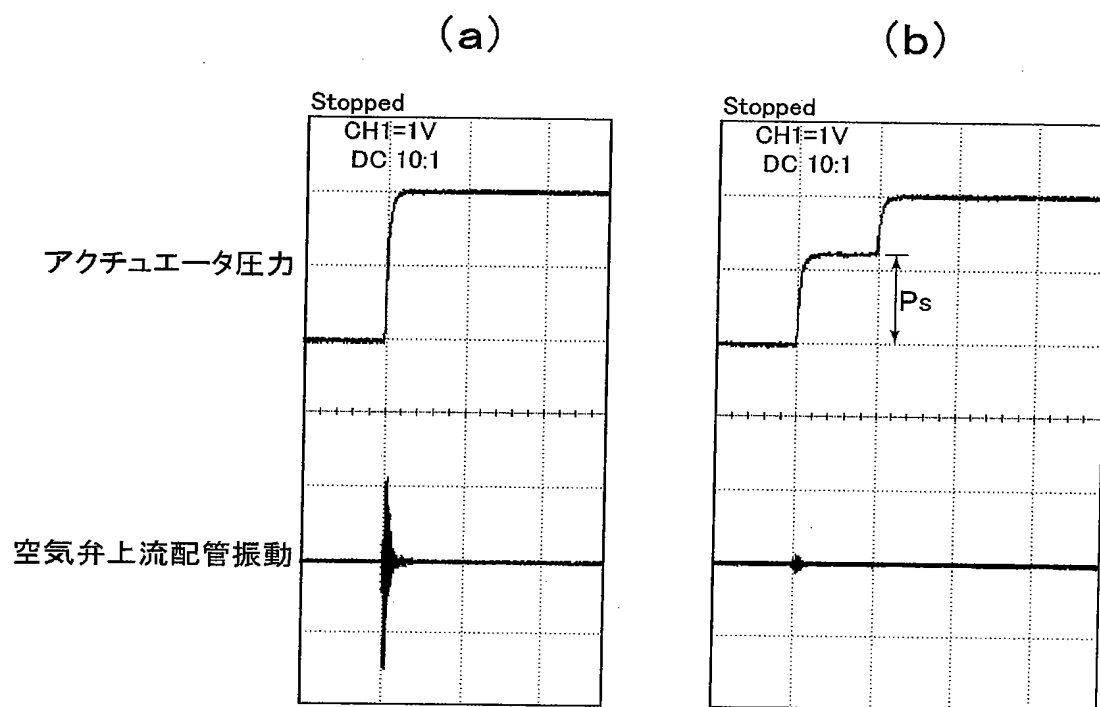 (a)
(b)
Stopped
CH1=1V
DC 10:1
Stopped
CH1=1V
DC 10:1
アクチュエータ圧力
Ps
空気弁上流配管振動